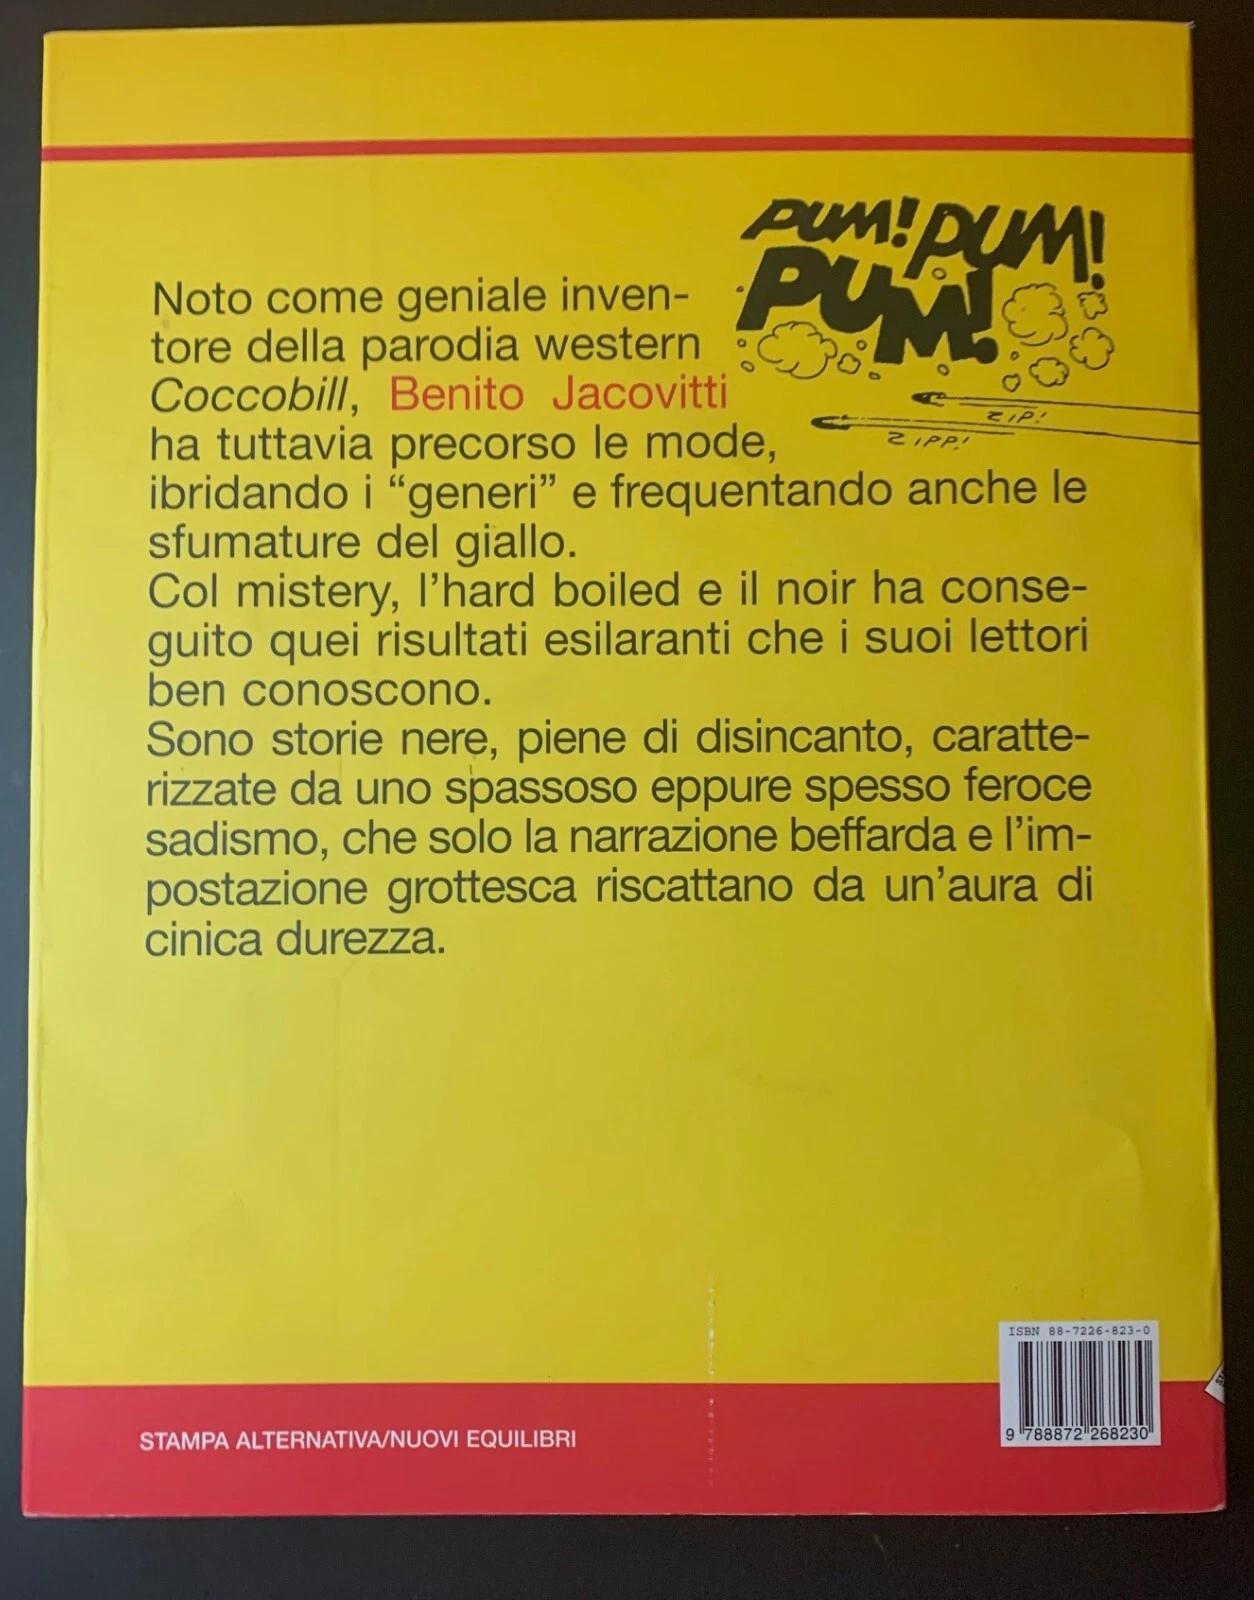 PUM! PUM!
PUM!
ZIP!
ZIPP!
Noto come geniale inven-
tore della parodia western
Coccobill, Benito Jacovitti
ha tuttavia precorso le mode,
ibridando i “generi” e frequentando anche le
sfumature del giallo.
Col mistery, l’hard boiled e il noir ha conse-
guito quei risultati esilaranti che i suoi lettori
ben conoscono.
Sono storie nere, piene di disincanto, caratte-
rizzate da uno spassoso eppure spesso feroce
sadismo, che solo la narrazione beffarda e l’im-
postazione grottesca riscattano da un’aura di
cinica durezza.
ISBN 88-7226-823-0
9 788872 268230
STAMPA ALTERNATIVA/NUOVI EQUILIBRI